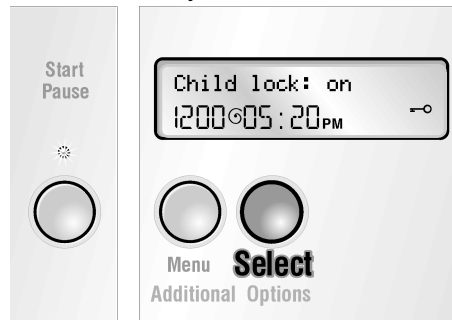 Start
Pause
Child lock: on
1200 05:20PM
Menu
Select
Additional Options